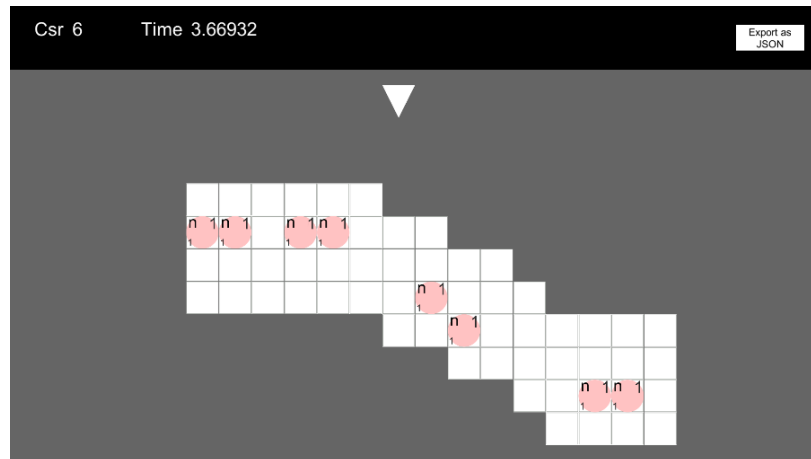 Csr 6 Time 3.66932
Export as
JSON
n 1 n 1 n 1 n 1
1 1 1 1
n 1
1
n 1
1
n 1 n 1
1 1